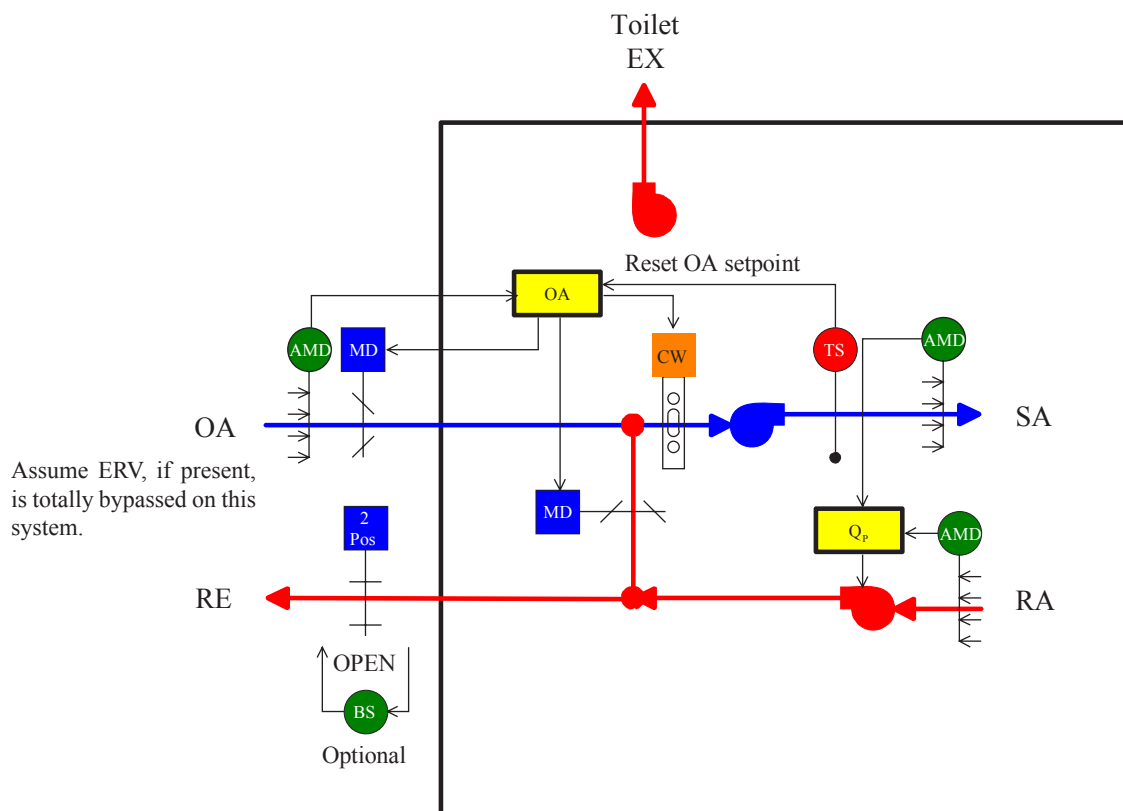 Toilet
EX
Reset OA setpoint
OA
AMD
MD
CW
TS
AMD
OA
SA
Assume ERV, if present,
is totally bypassed on this
system.
2
Pos
MD
QP
AMD
RE
RA
OPEN
BS
Optional